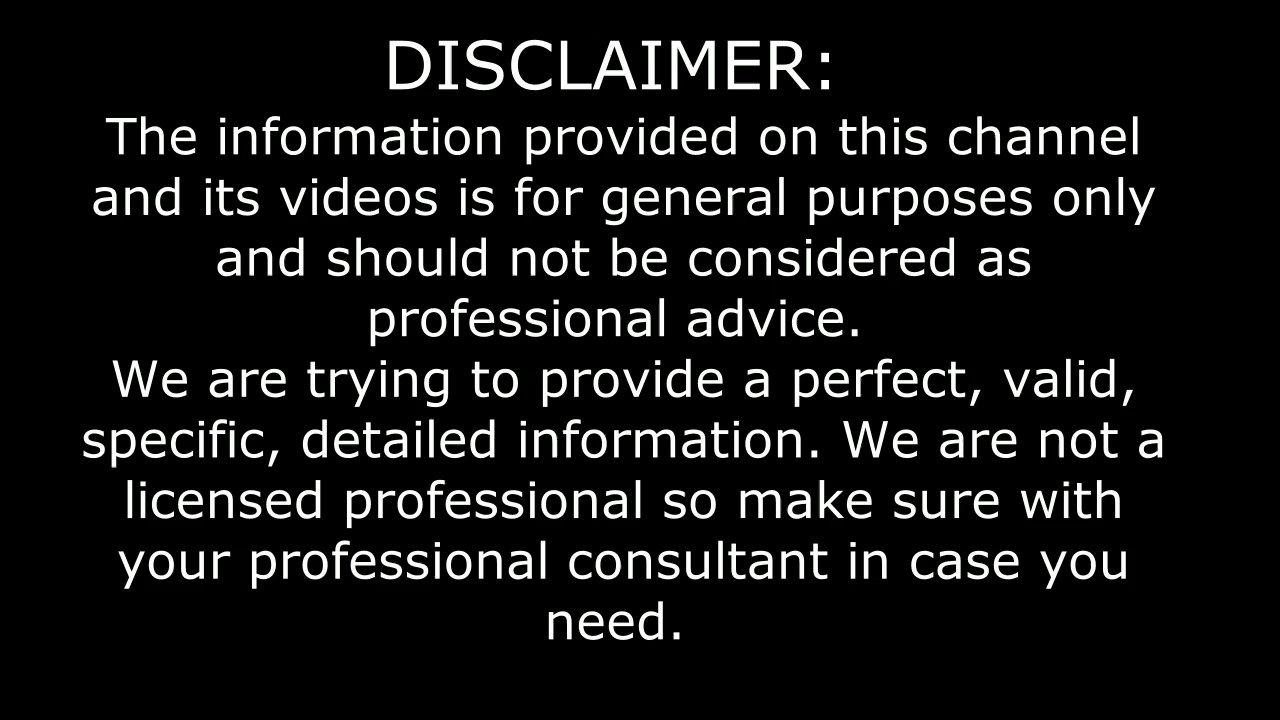 DISCLAIMER:
The information provided on this channel
and its videos is for general purposes only
and should not be considered as
professional advice.
We are trying to provide a perfect, valid,
specific, detailed information. We are not a
licensed professional so make sure with
your professional consultant in case you
need.